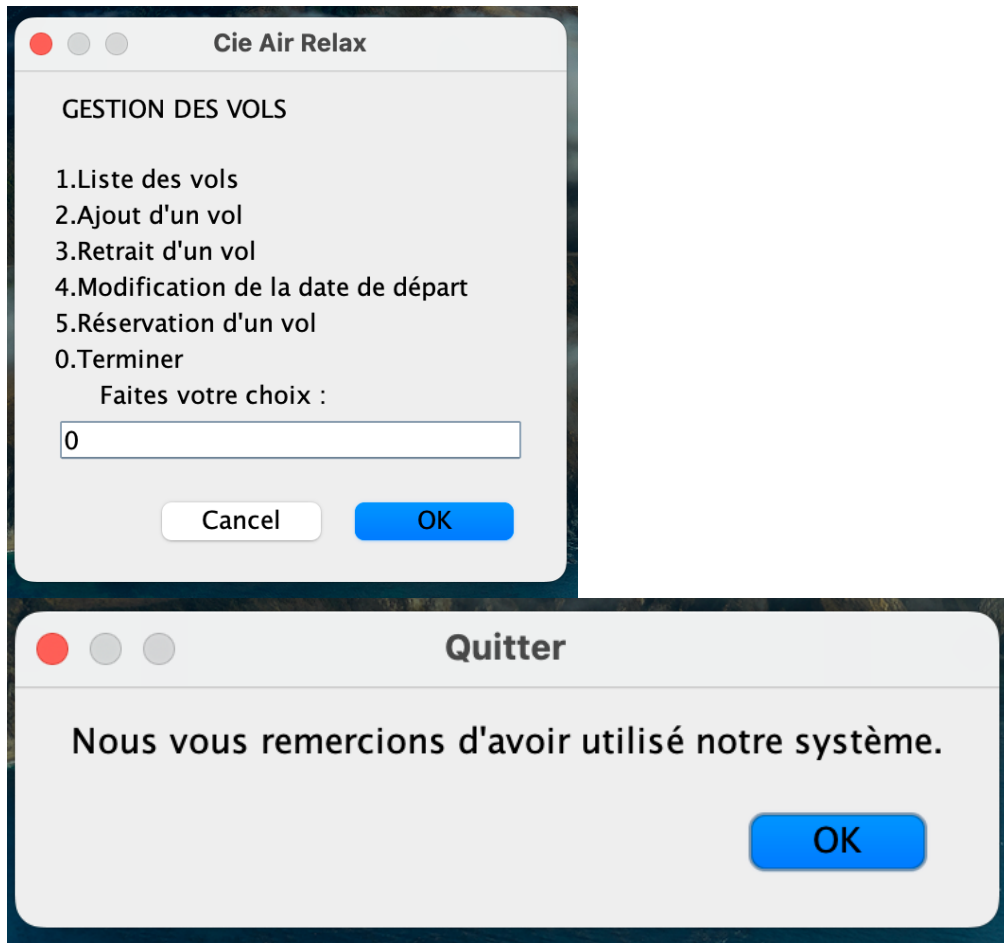 Cie Air Relax
GESTION DES VOLS
1.Liste des vols
2.Ajout d'un vol
3.Retrait d'un vol
4.Modification de la date de départ
5.Réservation d'un vol
0.Terminer
Faites votre choix :
0
Cancel OK
Quitter
Nous vous remercions d'avoir utilisé notre système.
OK